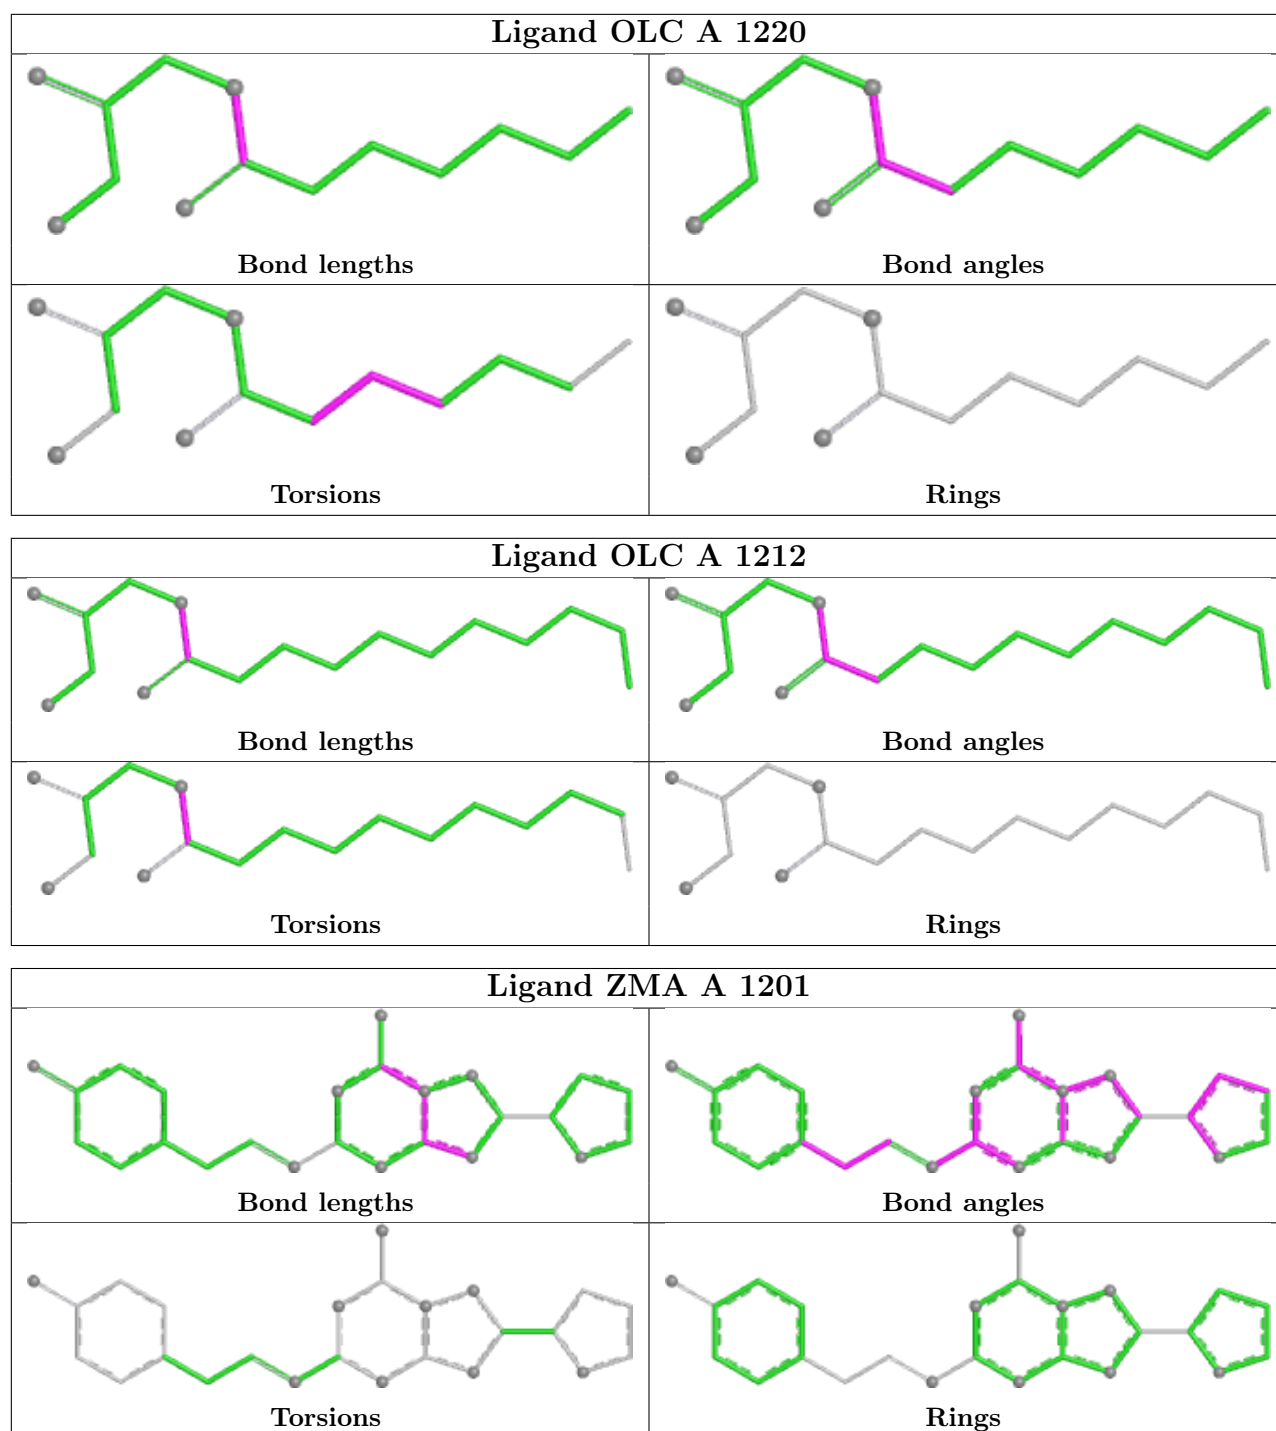 Ligand OLC A 1220
Bond lengths
Bond angles
Torsions
Rings
Ligand OLC A 1212
Bond lengths
Bond angles
Torsions
Rings
Ligand ZMA A 1201
Bond lengths
Bond angles
Torsions
Rings